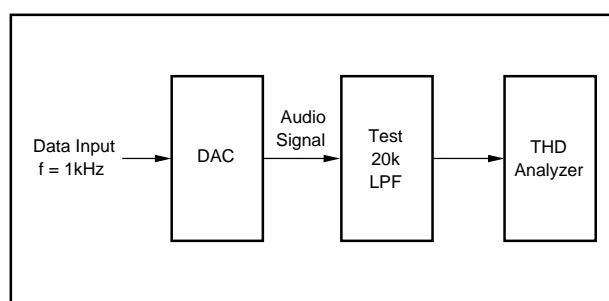 Data Input
f = 1kHz
DAC
Audio
Signal
Test
20k
LPF
THD
Analyzer